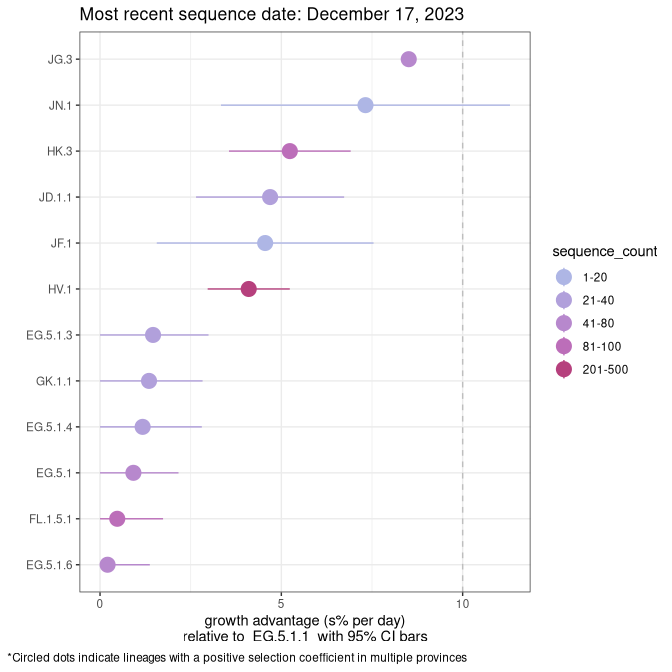 Most recent sequence date: December 17, 2023
JG.3
JN.1
HK.3
JD.1.1
JF.1
HV.1
EG.5.1.3
GK.1.1
EG.5.1.4
EG.5.1
FL.1.5.1
EG.5.1.6
0 5 10
growth advantage (s% per day)
relative to  EG.5.1.1  with 95% CI bars
sequence_count
1-20
21-40
41-80
81-100
201-500
*Circled dots indicate lineages with a positive selection coefficient in multiple provinces